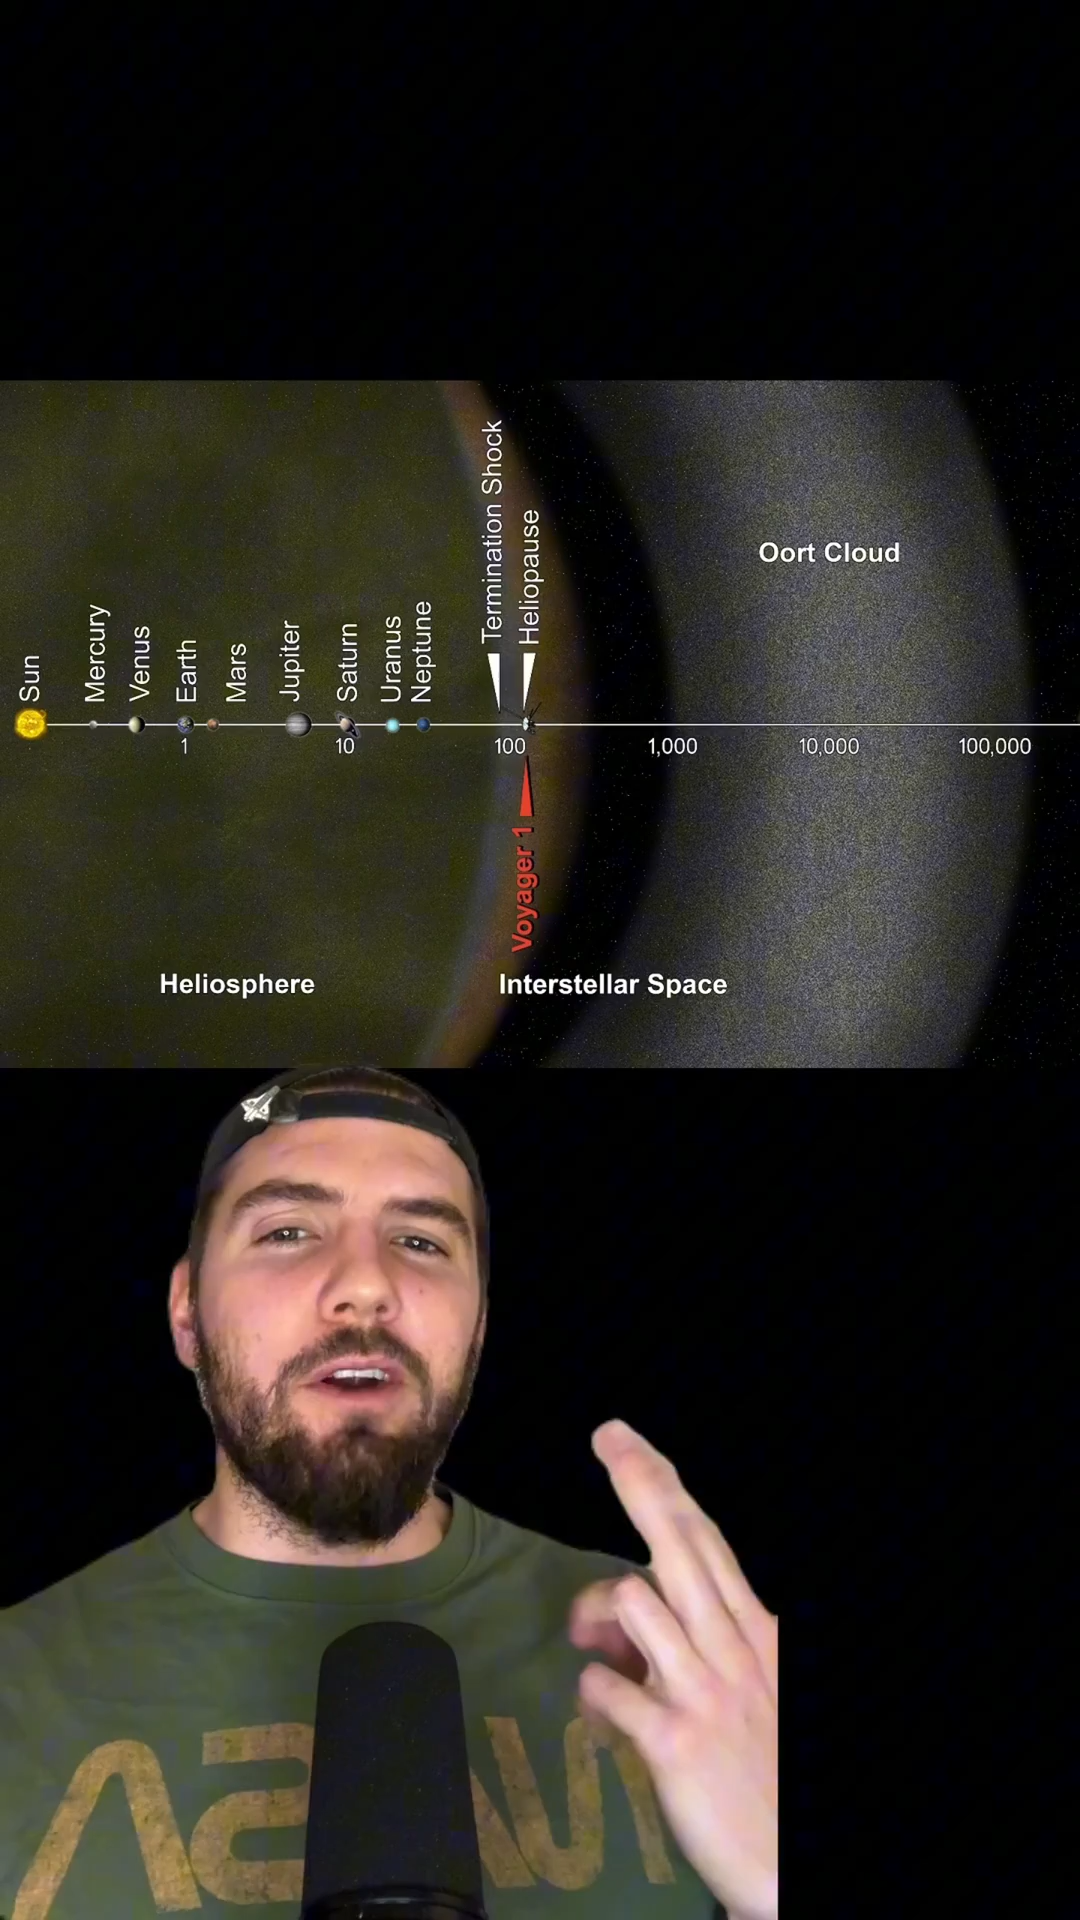 Sun
Mercury
Venus
Earth
Mars
Jupiter
Saturn
Uranus
Neptune
Termination Shock
Heliopause
Oort Cloud
1
10
100
1,000
10,000
100,000
Voyager 1
Heliosphere
Interstellar Space
NASA